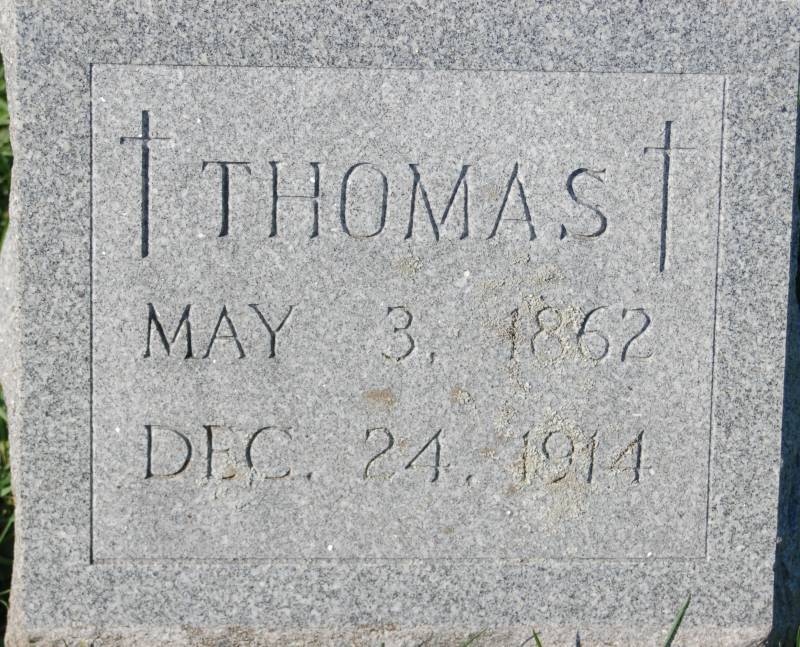 THOMAS
MAY 3, 1862
DEC. 24, 1914